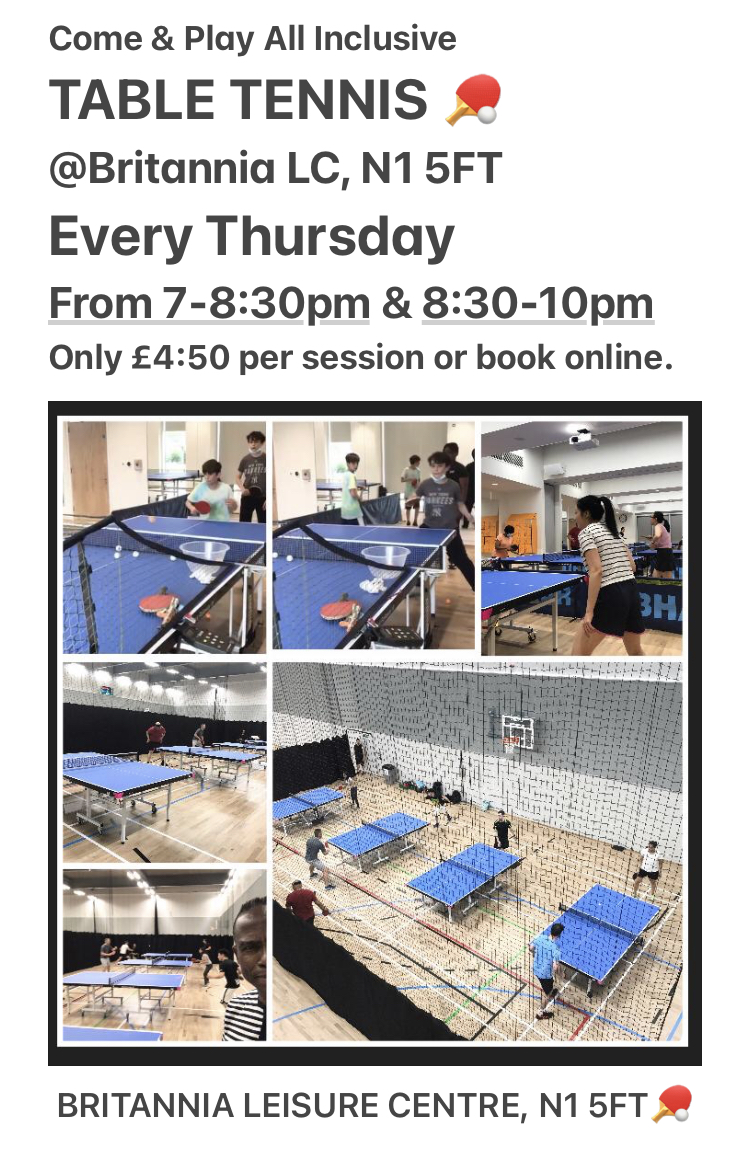 Come & Play All Inclusive
TABLE TENNIS 🏓
@Britannia LC, N1 5FT
Every Thursday
From 7-8:30pm & 8:30-10pm
Only £4:50 per session or book online.
YANKEES
BRITANNIA LEISURE CENTRE, N1 5FT🏓